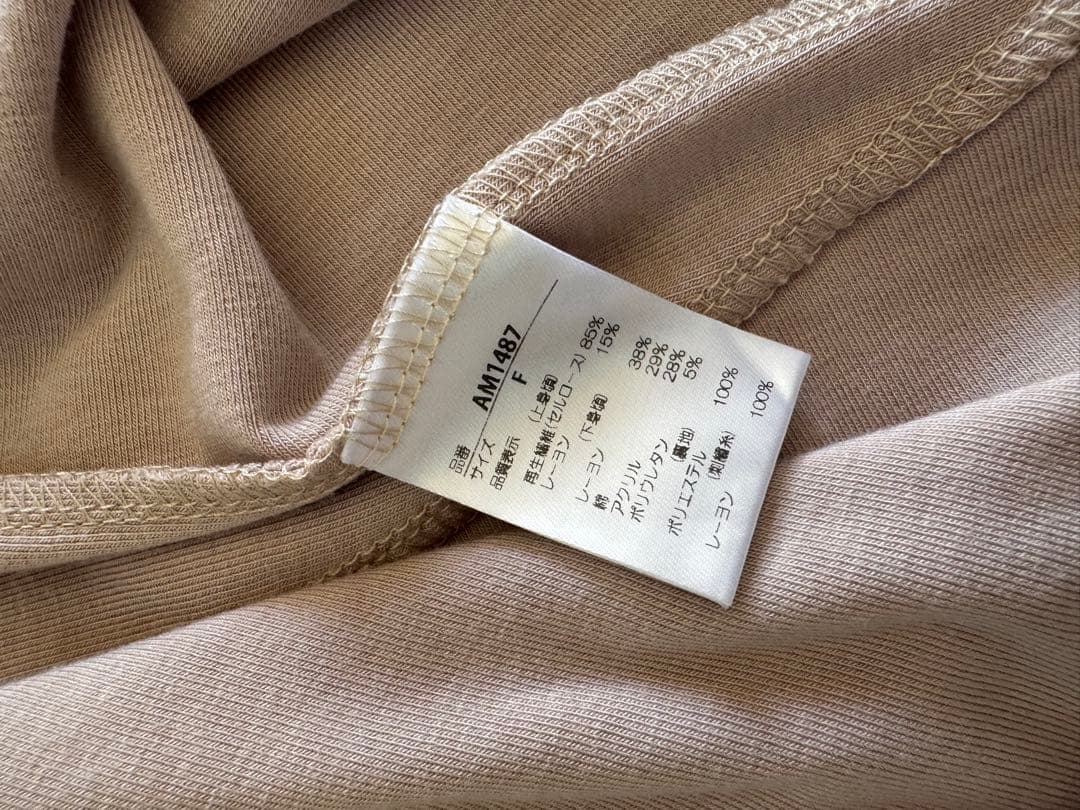 品番 AM1487
サイズ F
品質表示 (上身頃)
再生繊維(セルロース) 85%
レーヨン 15%
(下身頃)
レーヨン 38%
綿 29%
アクリル 28%
ポリウレタン 5%
(裏地)
ポリエステル 100%
(刺繍糸)
レーヨン 100%